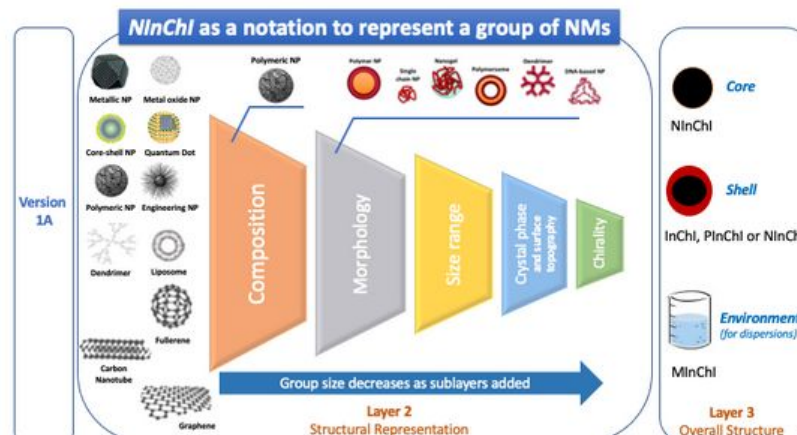 NInChI as a notation to represent a group of NMs
Version
1A
Metallic NP
Metal oxide NP
Core-shell NP
Quantum Dot
Polymeric NP
Engineering NP
Dendrimer
Liposome
Fullerene
Carbon
Nanotube
Graphene
Polymeric NP
Polymer NP
Single
chain NP
Nanogel
Polymersome
Dendrimer
DNA-based NP
Composition
Morphology
Size range
Crystal phase
and surface
topography
Chirality
Group size decreases as sublayers added
Layer 2
Structural Representation
Core
NInChI
Shell
InChI, PInChI or NInCh
Environment
(for dispersions)
MInChI
Layer 3
Overall Structure